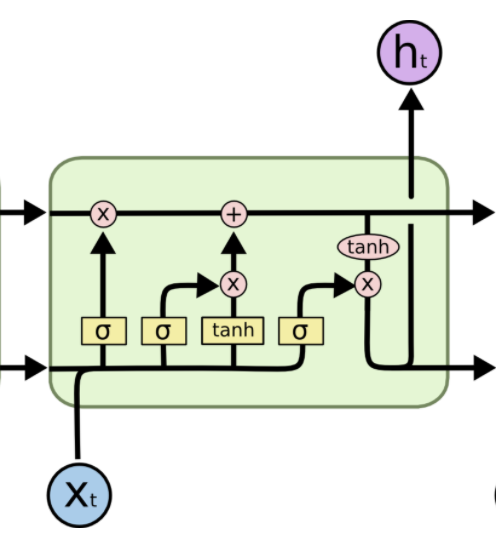 ht
x +
tanh
x x
σ σ tanh σ
Xt